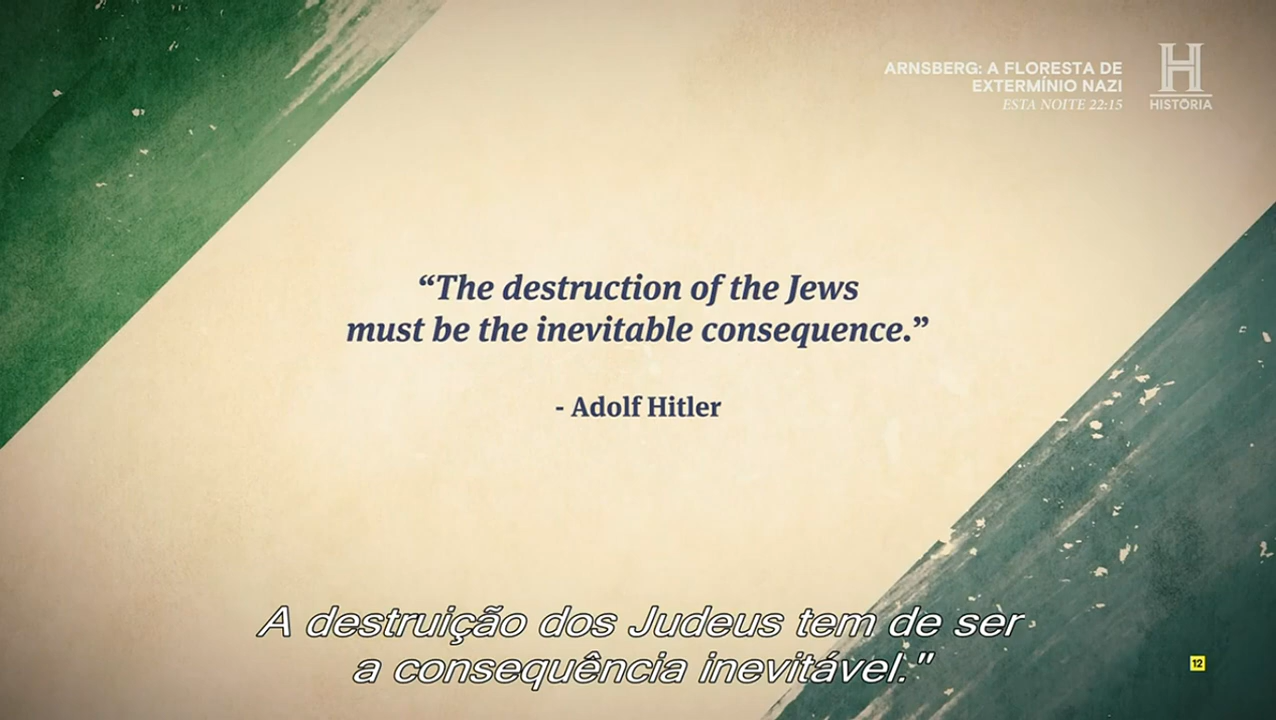 ARNSBERG: A FLORESTA DE
EXTERMÍNIO NAZI
ESTA NOITE 22:15
H
HISTÓRIA
“The destruction of the Jews
must be the inevitable consequence.”
- Adolf Hitler
A destruição dos Judeus tem de ser
a consequência inevitável."
12